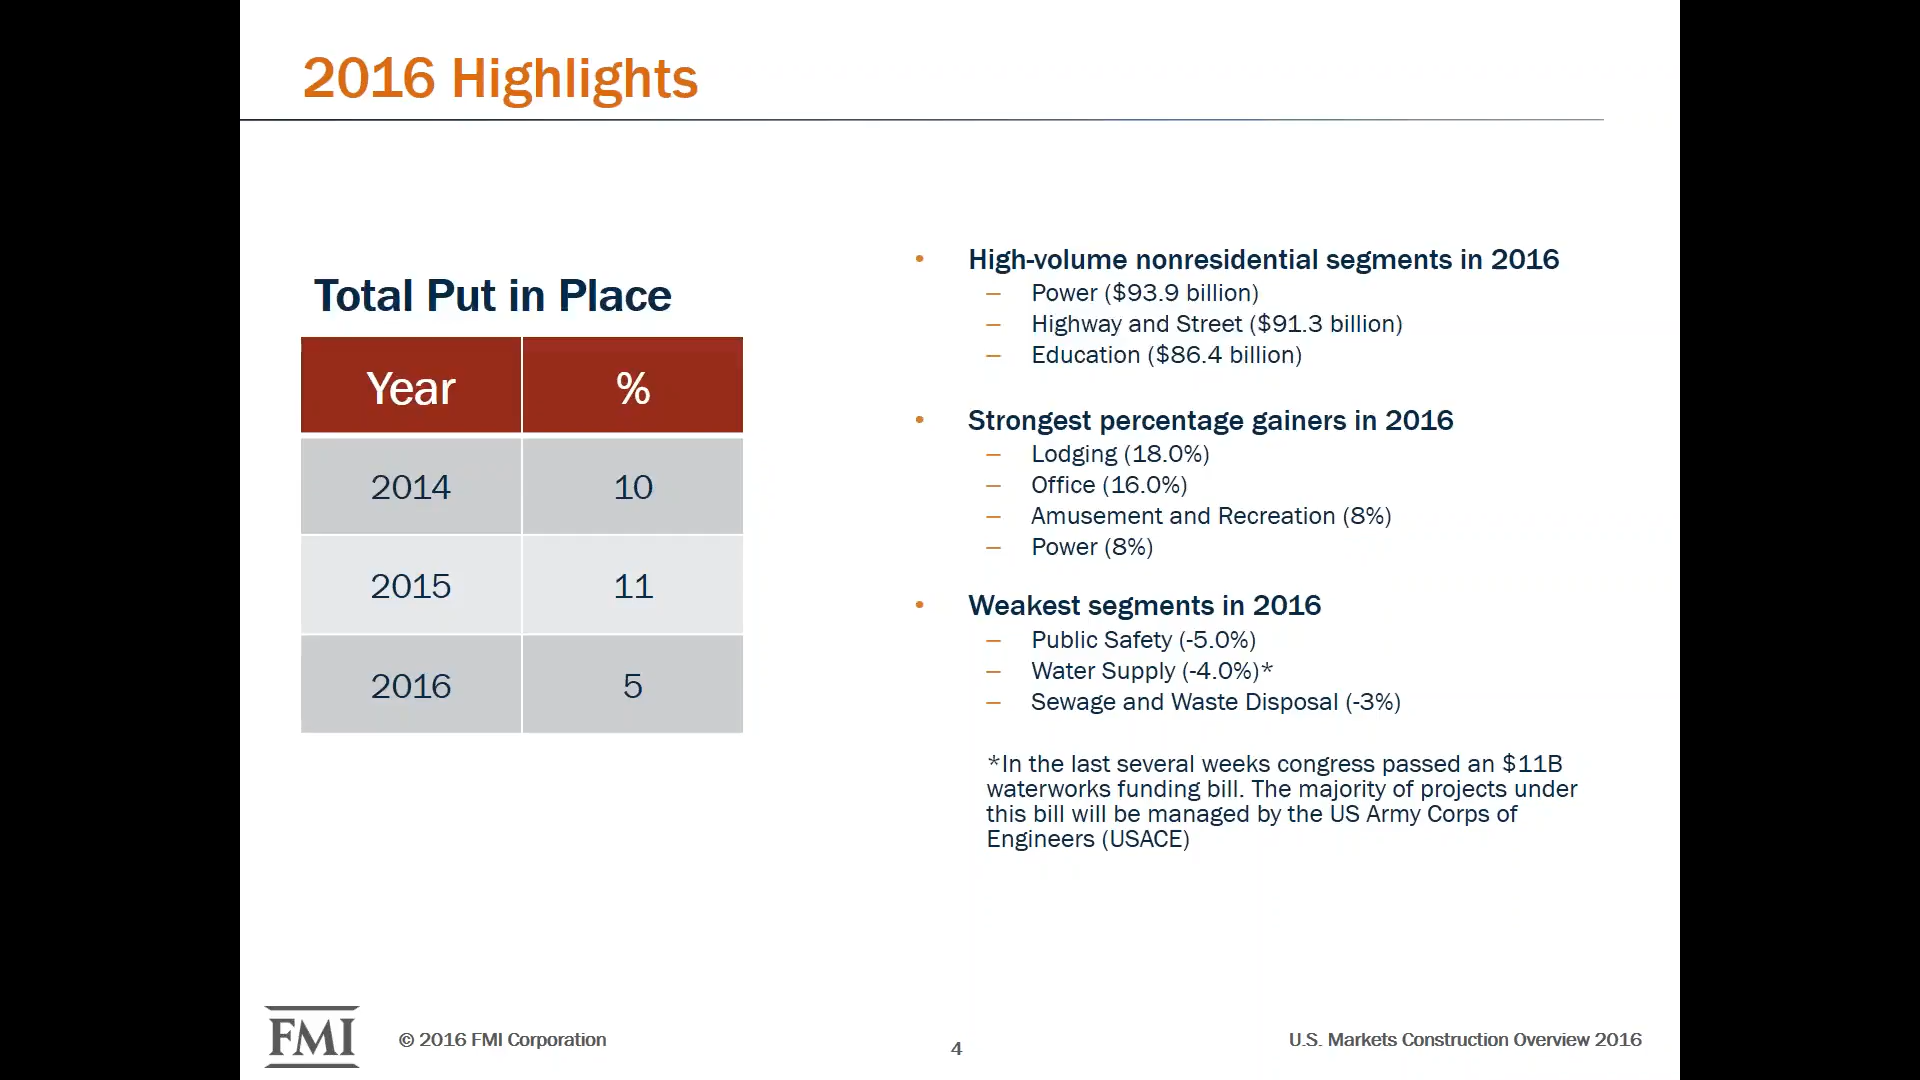 2016 Highlights
Total Put in Place
Year %
2014 10
2015 11
2016 5
• High-volume nonresidential segments in 2016
– Power ($93.9 billion)
– Highway and Street ($91.3 billion)
– Education ($86.4 billion)
• Strongest percentage gainers in 2016
– Lodging (18.0%)
– Office (16.0%)
– Amusement and Recreation (8%)
– Power (8%)
• Weakest segments in 2016
– Public Safety (-5.0%)
– Water Supply (-4.0%)*
– Sewage and Waste Disposal (-3%)
*In the last several weeks congress passed an $11B
waterworks funding bill. The majority of projects under
this bill will be managed by the US Army Corps of
Engineers (USACE)
FMI
© 2016 FMI Corporation
4
U.S. Markets Construction Overview 2016